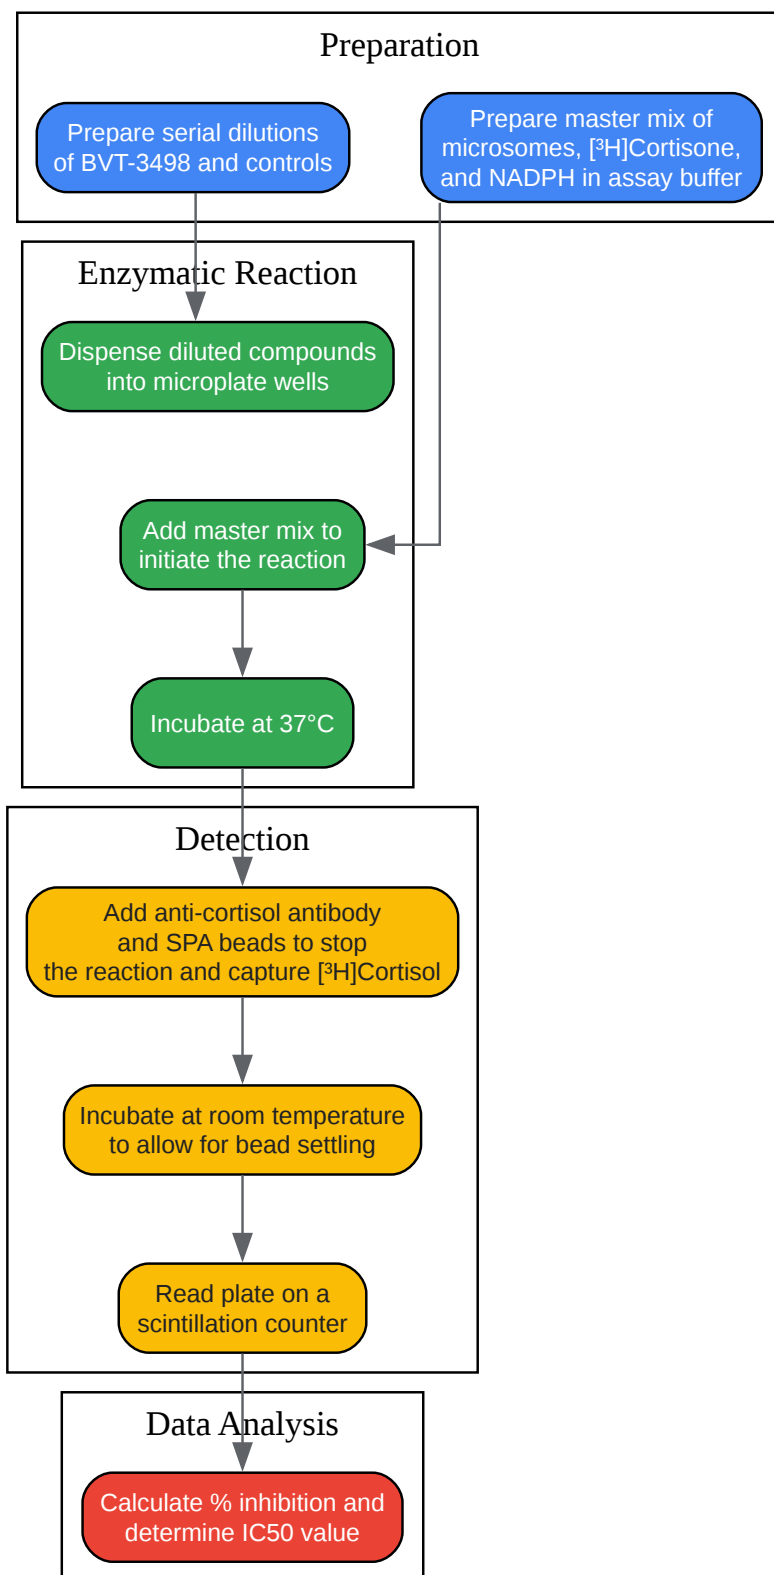 Preparation
Prepare serial dilutions
of BVT-3498 and controls
Prepare master mix of
microsomes, [³H]Cortisone,
and NADPH in assay buffer
Enzymatic Reaction
Dispense diluted compounds
into microplate wells
Add master mix to
initiate the reaction
Incubate at 37°C
Detection
Add anti-cortisol antibody
and SPA beads to stop
the reaction and capture [³H]Cortisol
Incubate at room temperature
to allow for bead settling
Read plate on a
scintillation counter
Data Analysis
Calculate % inhibition and
determine IC50 value